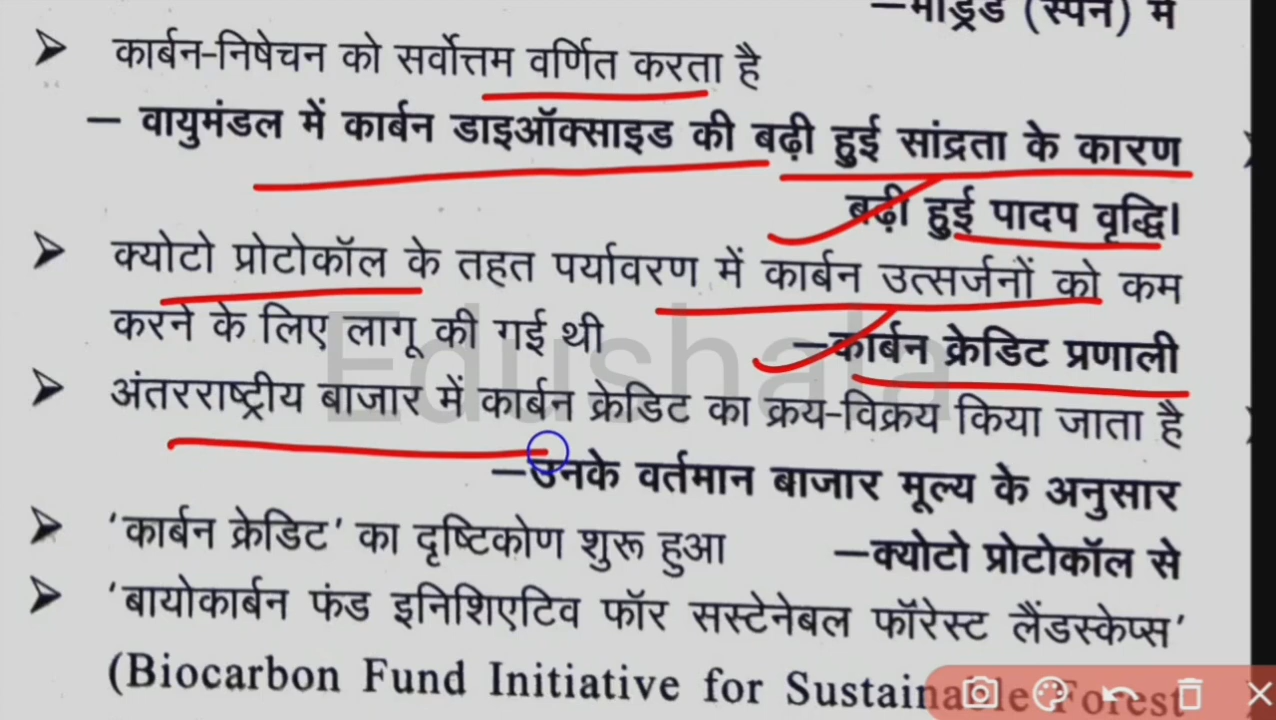 —मैड्रिड (स्पेन) में
➤ कार्बन-निषेचन को सर्वोत्तम वर्णित करता है
— वायुमंडल में कार्बन डाइऑक्साइड की बढ़ी हुई सांद्रता के कारण
बढ़ी हुई पादप वृद्धि।
➤ क्योटो प्रोटोकॉल के तहत पर्यावरण में कार्बन उत्सर्जनों को कम
करने के लिए लागू की गई थी —कार्बन क्रेडिट प्रणाली
➤ अंतरराष्ट्रीय बाजार में कार्बन क्रेडिट का क्रय-विक्रय किया जाता है
—उनके वर्तमान बाजार मूल्य के अनुसार
➤ 'कार्बन क्रेडिट' का दृष्टिकोण शुरू हुआ —क्योटो प्रोटोकॉल से
➤ 'बायोकार्बन फंड इनिशिएटिव फॉर सस्टेनेबल फॉरेस्ट लैंडस्केप्स'
(Biocarbon Fund Initiative for Sustainable Forest
Edushala